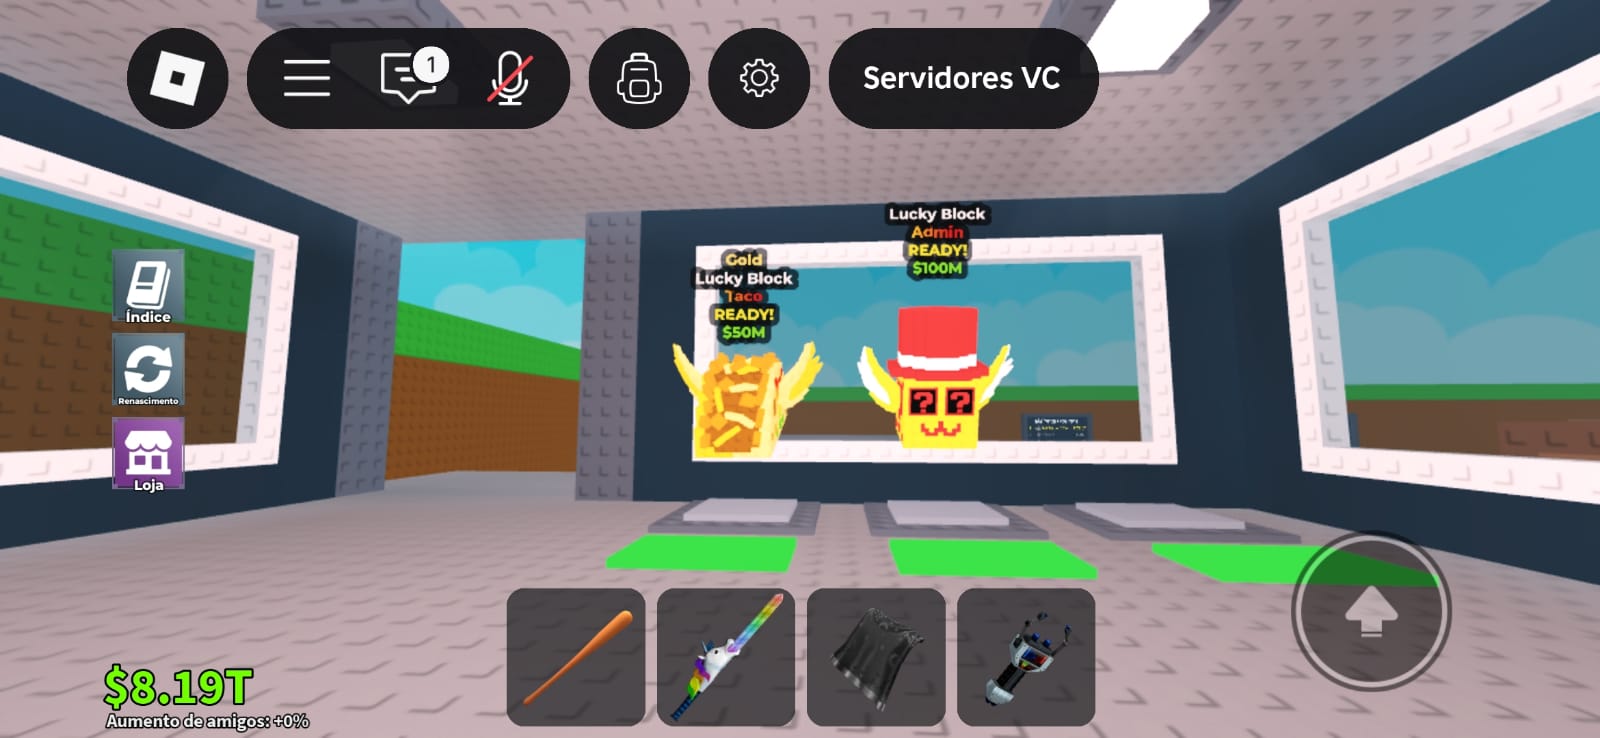 1
Servidores VC
Lucky Block
Admin
READY!
$100M
Gold
Lucky Block
Taco
READY!
$50M
? ?
Índice
Renascimento
Loja
$8.19T
Aumento de amigos: +0%